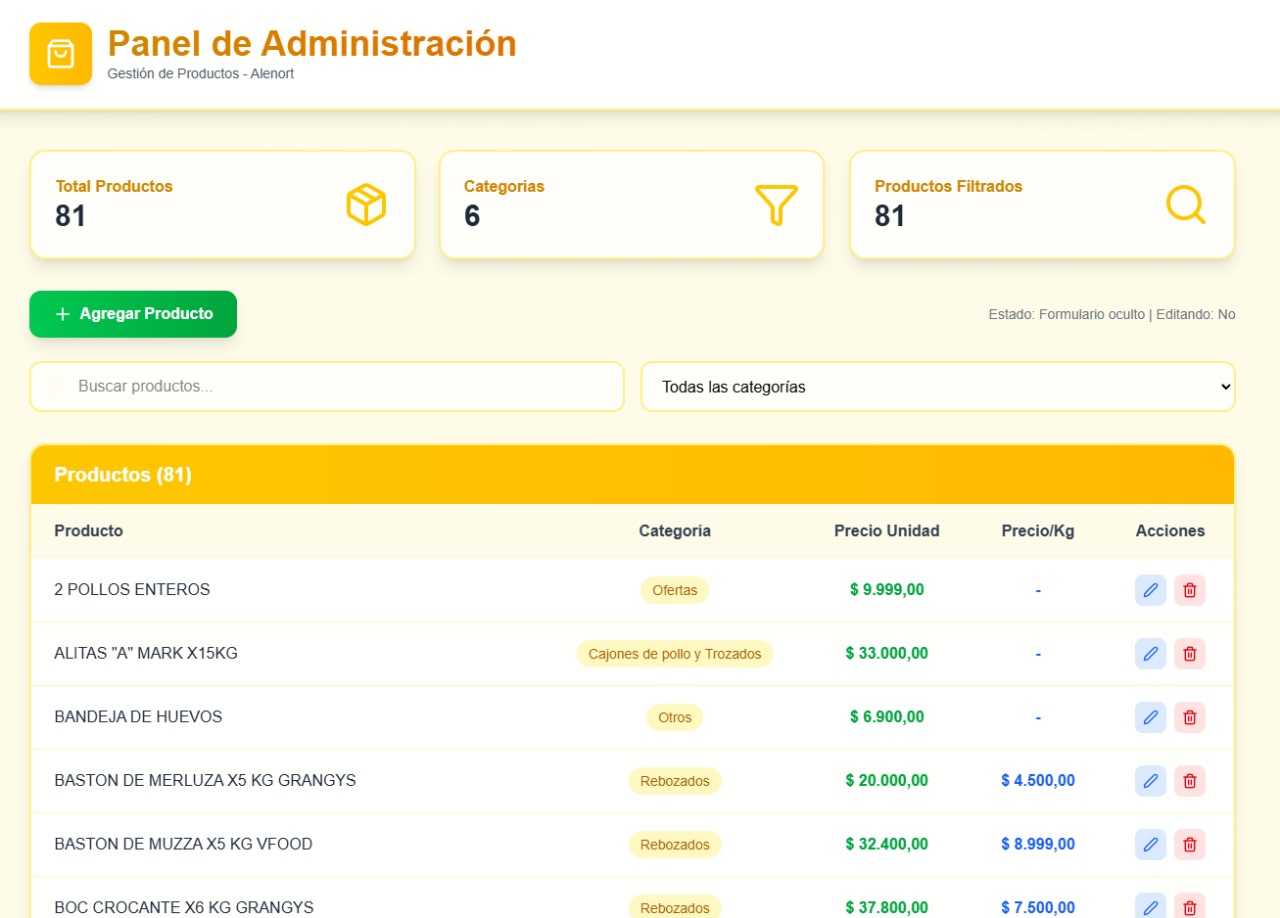 Panel de Administración
Gestión de Productos - Alenort
Total Productos
81
Categorías
6
Productos Filtrados
81
Agregar Producto
Estado: Formulario oculto | Editando: No
Buscar productos...
Todas las categorías
Productos (81)
Producto Categoría Precio Unidad Precio/Kg Acciones
2 POLLOS ENTEROS Ofertas $ 9.999,00 -
ALITAS "A" MARK X15KG Cajones de pollo y Trozados $ 33.000,00 -
BANDEJA DE HUEVOS Otros $ 6.900,00 -
BASTON DE MERLUZA X5 KG GRANGYS Rebozados $ 20.000,00 $ 4.500,00
BASTON DE MUZZA X5 KG VFOOD Rebozados $ 32.400,00 $ 8.999,00
BOC CROCANTE X6 KG GRANGYS Rebozados $ 37.800,00 $ 7.500,00